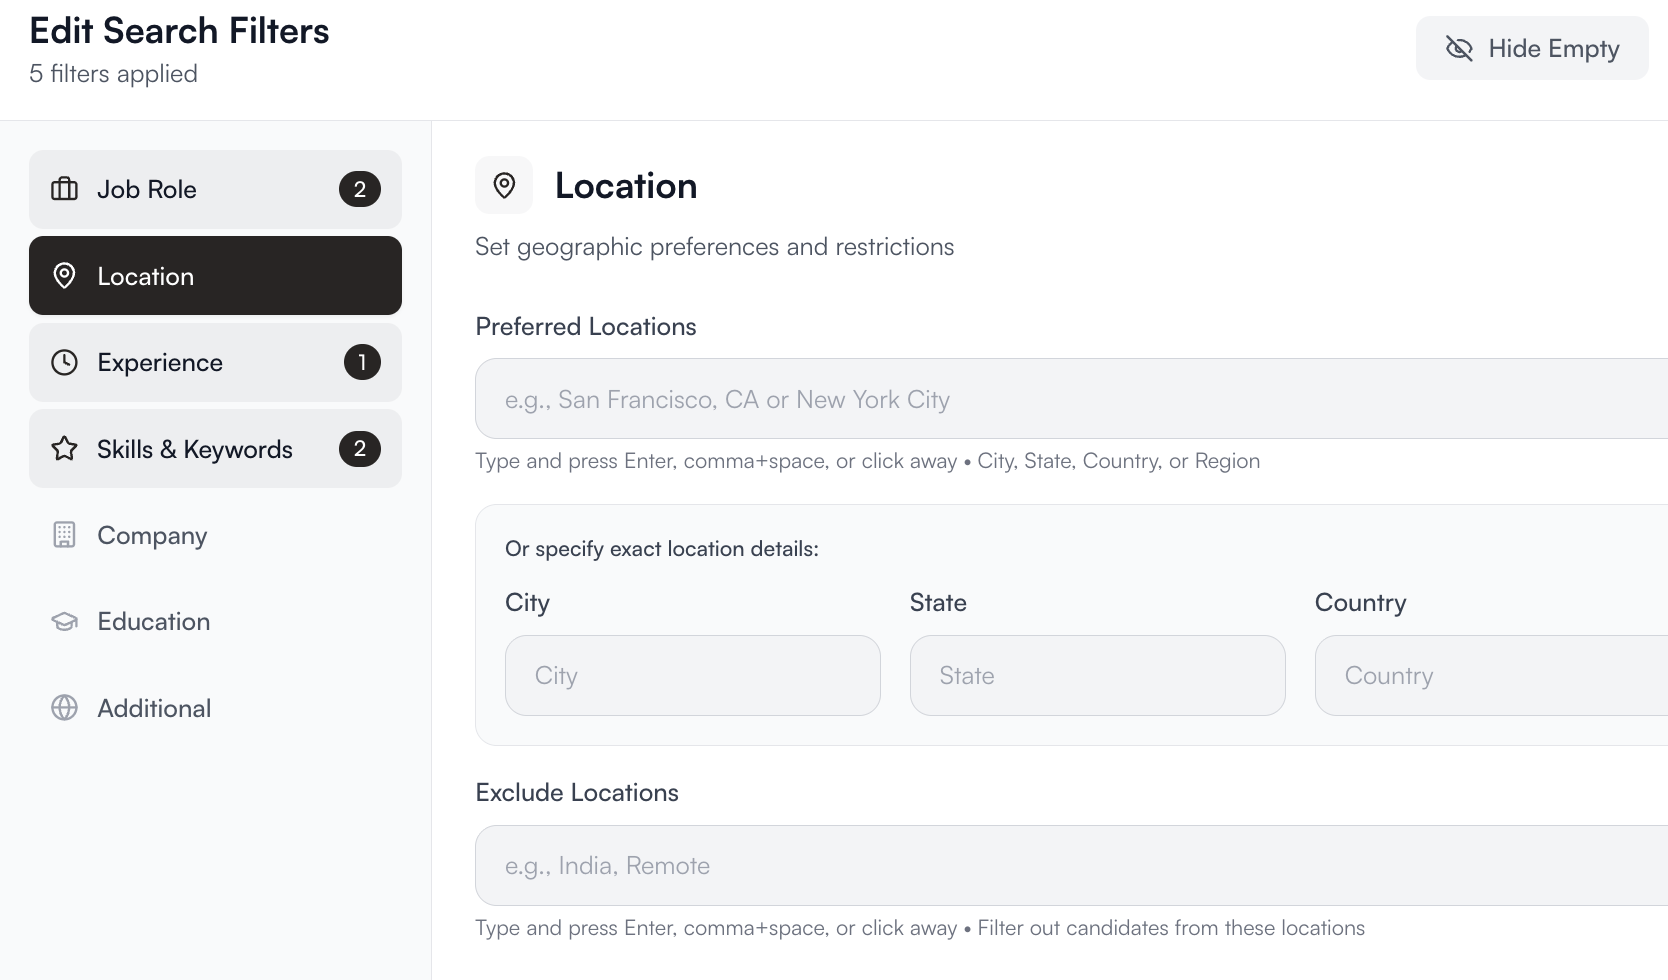 Edit Search Filters
5 filters applied
Hide Empty
Job Role 2
Location
Experience 1
Skills & Keywords 2
Company
Education
Additional
Location
Set geographic preferences and restrictions
Preferred Locations
e.g., San Francisco, CA or New York City
Type and press Enter, comma+space, or click away • City, State, Country, or Region
Or specify exact location details:
City State Country
City State Country
Exclude Locations
e.g., India, Remote
Type and press Enter, comma+space, or click away • Filter out candidates from these locations